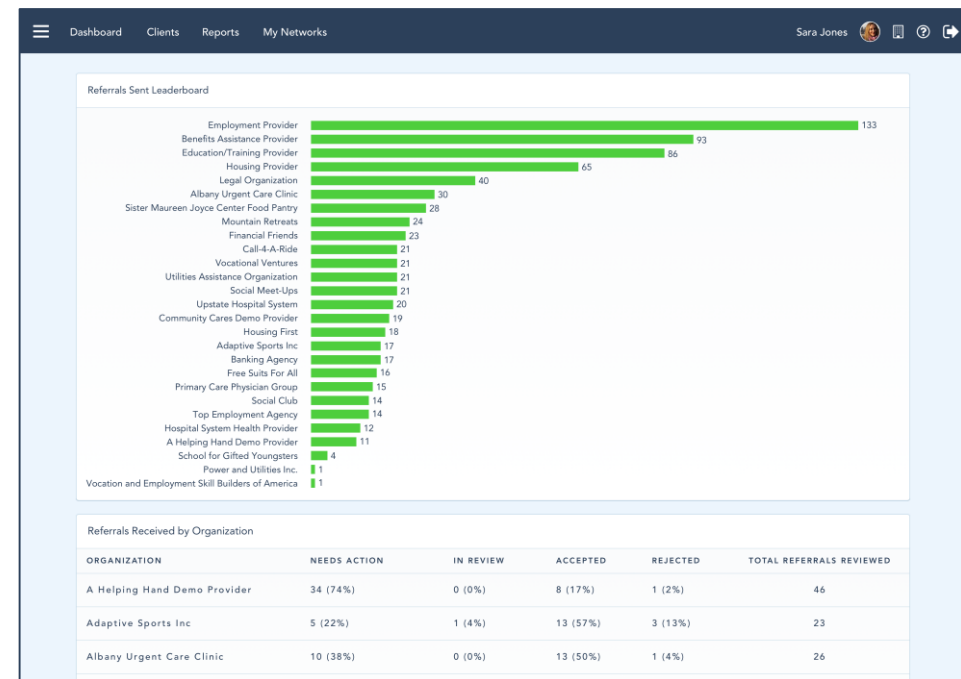 Dashboard Clients Reports My Networks Sara Jones
Referrals Sent Leaderboard
Employment Provider 133
Benefits Assistance Provider 93
Education/Training Provider 86
Housing Provider 65
Legal Organization 40
Albany Urgent Care Clinic 30
Sister Maureen Joyce Center Food Pantry 28
Mountain Retreats 24
Financial Friends 23
Call-4-A-Ride 21
Vocational Ventures 21
Utilities Assistance Organization 21
Social Meet-Ups 21
Upstate Hospital System 20
Community Cares Demo Provider 19
Housing First 18
Adaptive Sports Inc 17
Banking Agency 17
Free Suits For All 16
Primary Care Physician Group 15
Social Club 14
Top Employment Agency 14
Hospital System Health Provider 12
A Helping Hand Demo Provider 11
School for Gifted Youngsters 4
Power and Utilities Inc. 1
Vocation and Employment Skill Builders of America 1
Referrals Received by Organization
ORGANIZATION NEEDS ACTION IN REVIEW ACCEPTED REJECTED TOTAL REFERRALS REVIEWED
A Helping Hand Demo Provider 34 (74%) 0 (0%) 8 (17%) 1 (2%) 46
Adaptive Sports Inc 5 (22%) 1 (4%) 13 (57%) 3 (13%) 23
Albany Urgent Care Clinic 10 (38%) 0 (0%) 13 (50%) 1 (4%) 26